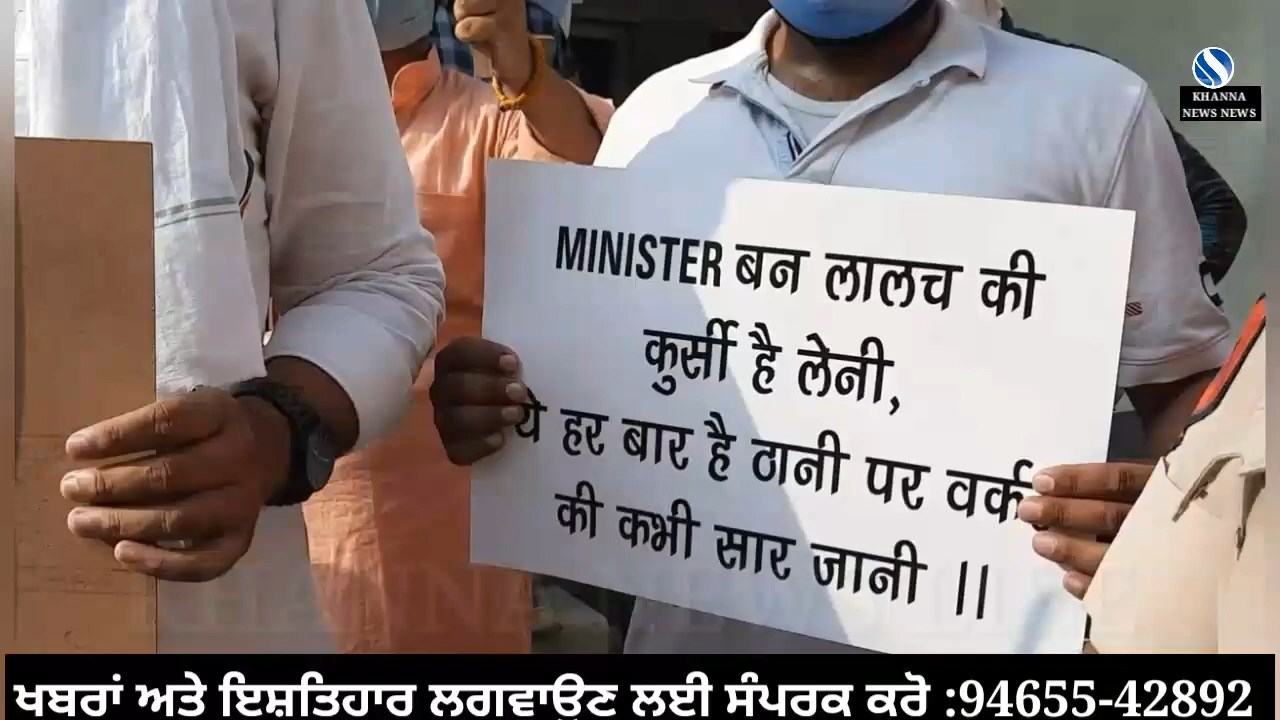 KHANNA
NEWS NEWS
MINISTER बन लालच की
कुर्सी है लेनी,
ये हर बार है ठानी पर वर्क
की कभी सार जानी ||
ਖਬਰਾਂ ਅਤੇ ਇਸ਼ਤਿਹਾਰ ਲਗਵਾਉਣ ਲਈ ਸੰਪਰਕ ਕਰੋ :94655-42892